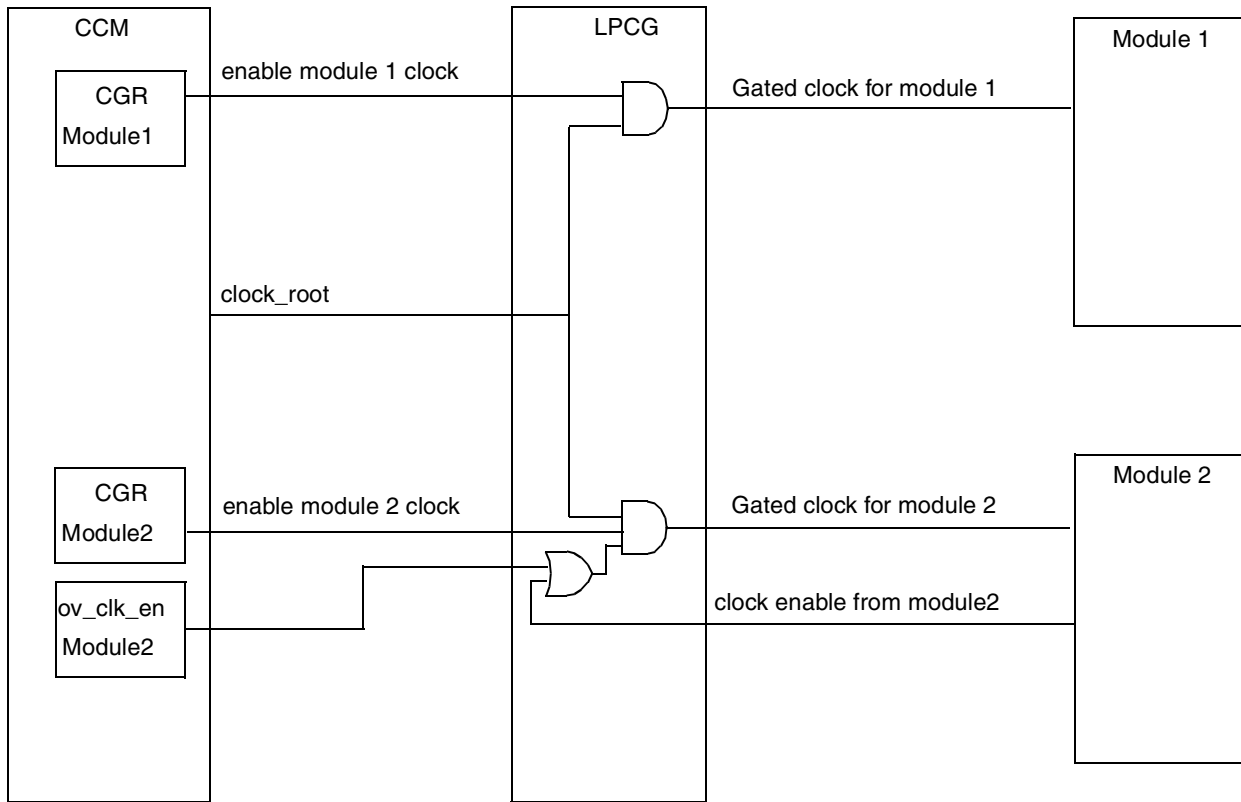 CCM
LPCG
Module 1
enable module 1 clock
CGR
Module1
Gated clock for module 1
clock_root
CGR
Module2
enable module 2 clock
Gated clock for module 2
Module 2
ov_clk_en
Module2
clock enable from module2